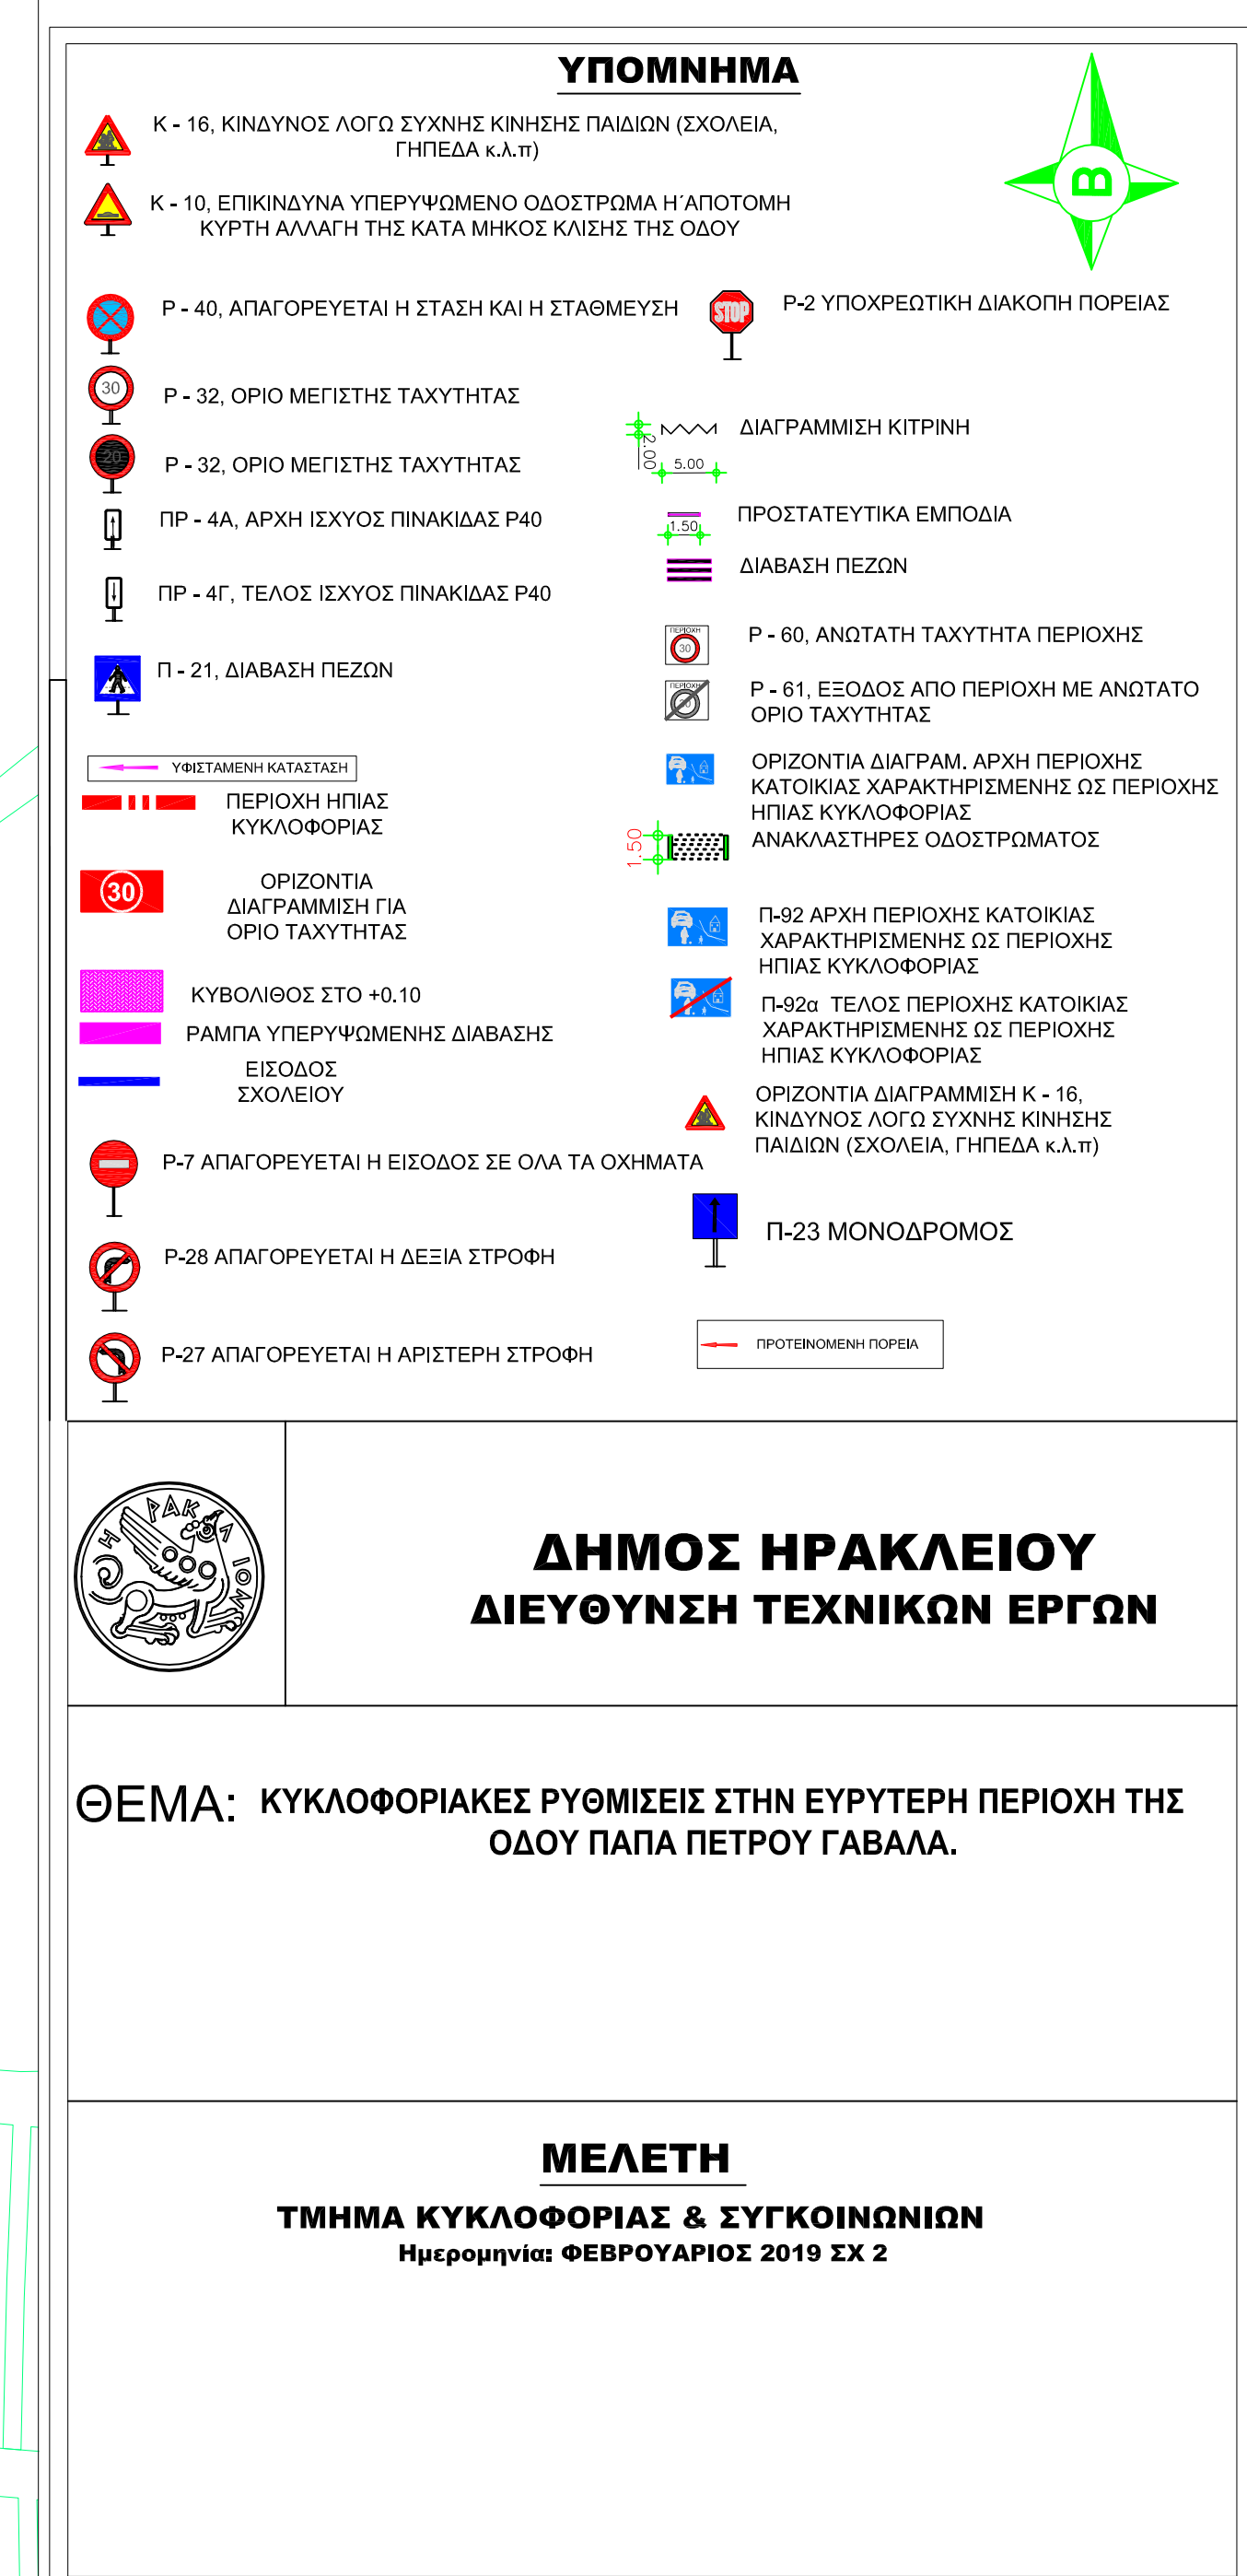 ΥΠΟΜΝΗΜΑ
Β
Κ - 16, ΚΙΝΔΥΝΟΣ ΛΟΓΩ ΣΥΧΝΗΣ ΚΙΝΗΣΗΣ ΠΑΙΔΙΩΝ (ΣΧΟΛΕΙΑ,
ΓΗΠΕΔΑ κ.λ.π)
Κ - 10, ΕΠΙΚΙΝΔΥΝΑ ΥΠΕΡΥΨΩΜΕΝΟ ΟΔΟΣΤΡΩΜΑ Η΄ΑΠΟΤΟΜΗ
ΚΥΡΤΗ ΑΛΛΑΓΗ ΤΗΣ ΚΑΤΑ ΜΗΚΟΣ ΚΛΙΣΗΣ ΤΗΣ ΟΔΟΥ
Ρ - 40, ΑΠΑΓΟΡΕΥΕΤΑΙ Η ΣΤΑΣΗ ΚΑΙ Η ΣΤΑΘΜΕΥΣΗ
30
Ρ - 32, ΟΡΙΟ ΜΕΓΙΣΤΗΣ ΤΑΧΥΤΗΤΑΣ
20
Ρ - 32, ΟΡΙΟ ΜΕΓΙΣΤΗΣ ΤΑΧΥΤΗΤΑΣ
ΠΡ - 4Α, ΑΡΧΗ ΙΣΧΥΟΣ ΠΙΝΑΚΙΔΑΣ Ρ40
ΠΡ - 4Γ, ΤΕΛΟΣ ΙΣΧΥΟΣ ΠΙΝΑΚΙΔΑΣ Ρ40
Π - 21, ΔΙΑΒΑΣΗ ΠΕΖΩΝ
ΥΦΙΣΤΑΜΕΝΗ ΚΑΤΑΣΤΑΣΗ
ΠΕΡΙΟΧΗ ΗΠΙΑΣ
ΚΥΚΛΟΦΟΡΙΑΣ
30
ΟΡΙΖΟΝΤΙΑ
ΔΙΑΓΡΑΜΜΙΣΗ ΓΙΑ
ΟΡΙΟ ΤΑΧΥΤΗΤΑΣ
ΚΥΒΟΛΙΘΟΣ ΣΤΟ +0.10
ΡΑΜΠΑ ΥΠΕΡΥΨΩΜΕΝΗΣ ΔΙΑΒΑΣΗΣ
ΕΙΣΟΔΟΣ
ΣΧΟΛΕΙΟΥ
Ρ-7 ΑΠΑΓΟΡΕΥΕΤΑΙ Η ΕΙΣΟΔΟΣ ΣΕ ΟΛΑ ΤΑ ΟΧΗΜΑΤΑ
Ρ-28 ΑΠΑΓΟΡΕΥΕΤΑΙ Η ΔΕΞΙΑ ΣΤΡΟΦΗ
Ρ-27 ΑΠΑΓΟΡΕΥΕΤΑΙ Η ΑΡΙΣΤΕΡΗ ΣΤΡΟΦΗ
STOP
Ρ-2 ΥΠΟΧΡΕΩΤΙΚΗ ΔΙΑΚΟΠΗ ΠΟΡΕΙΑΣ
2.00
5.00
ΔΙΑΓΡΑΜΜΙΣΗ ΚΙΤΡΙΝΗ
1.50
ΠΡΟΣΤΑΤΕΥΤΙΚΑ ΕΜΠΟΔΙΑ
ΔΙΑΒΑΣΗ ΠΕΖΩΝ
ΠΕΡΙΟΧΗ
30
Ρ - 60, ΑΝΩΤΑΤΗ ΤΑΧΥΤΗΤΑ ΠΕΡΙΟΧΗΣ
ΠΕΡΙΟΧΗ
30
Ρ - 61, ΕΞΟΔΟΣ ΑΠΟ ΠΕΡΙΟΧΗ ΜΕ ΑΝΩΤΑΤΟ
ΟΡΙΟ ΤΑΧΥΤΗΤΑΣ
ΟΡΙΖΟΝΤΙΑ ΔΙΑΓΡΑΜ. ΑΡΧΗ ΠΕΡΙΟΧΗΣ
ΚΑΤΟΙΚΙΑΣ ΧΑΡΑΚΤΗΡΙΣΜΕΝΗΣ ΩΣ ΠΕΡΙΟΧΗΣ
ΗΠΙΑΣ ΚΥΚΛΟΦΟΡΙΑΣ
1.50
ΑΝΑΚΛΑΣΤΗΡΕΣ ΟΔΟΣΤΡΩΜΑΤΟΣ
Π-92 ΑΡΧΗ ΠΕΡΙΟΧΗΣ ΚΑΤΟΙΚΙΑΣ
ΧΑΡΑΚΤΗΡΙΣΜΕΝΗΣ ΩΣ ΠΕΡΙΟΧΗΣ
ΗΠΙΑΣ ΚΥΚΛΟΦΟΡΙΑΣ
Π-92α ΤΕΛΟΣ ΠΕΡΙΟΧΗΣ ΚΑΤΟΙΚΙΑΣ
ΧΑΡΑΚΤΗΡΙΣΜΕΝΗΣ ΩΣ ΠΕΡΙΟΧΗΣ
ΗΠΙΑΣ ΚΥΚΛΟΦΟΡΙΑΣ
ΟΡΙΖΟΝΤΙΑ ΔΙΑΓΡΑΜΜΙΣΗ Κ - 16,
ΚΙΝΔΥΝΟΣ ΛΟΓΩ ΣΥΧΝΗΣ ΚΙΝΗΣΗΣ
ΠΑΙΔΙΩΝ (ΣΧΟΛΕΙΑ, ΓΗΠΕΔΑ κ.λ.π)
Π-23 ΜΟΝΟΔΡΟΜΟΣ
ΠΡΟΤΕΙΝΟΜΕΝΗ ΠΟΡΕΙΑ
ΗΡΑΚΛΙΟΝ
ΔΗΜΟΣ ΗΡΑΚΛΕΙΟΥ
ΔΙΕΥΘΥΝΣΗ ΤΕΧΝΙΚΩΝ ΕΡΓΩΝ
ΘΕΜΑ: ΚΥΚΛΟΦΟΡΙΑΚΕΣ ΡΥΘΜΙΣΕΙΣ ΣΤΗΝ ΕΥΡΥΤΕΡΗ ΠΕΡΙΟΧΗ ΤΗΣ
ΟΔΟΥ ΠΑΠΑ ΠΕΤΡΟΥ ΓΑΒΑΛΑ.
ΜΕΛΕΤΗ
ΤΜΗΜΑ ΚΥΚΛΟΦΟΡΙΑΣ & ΣΥΓΚΟΙΝΩΝΙΩΝ
Ημερομηνία: ΦΕΒΡΟΥΑΡΙΟΣ 2019 ΣΧ 2